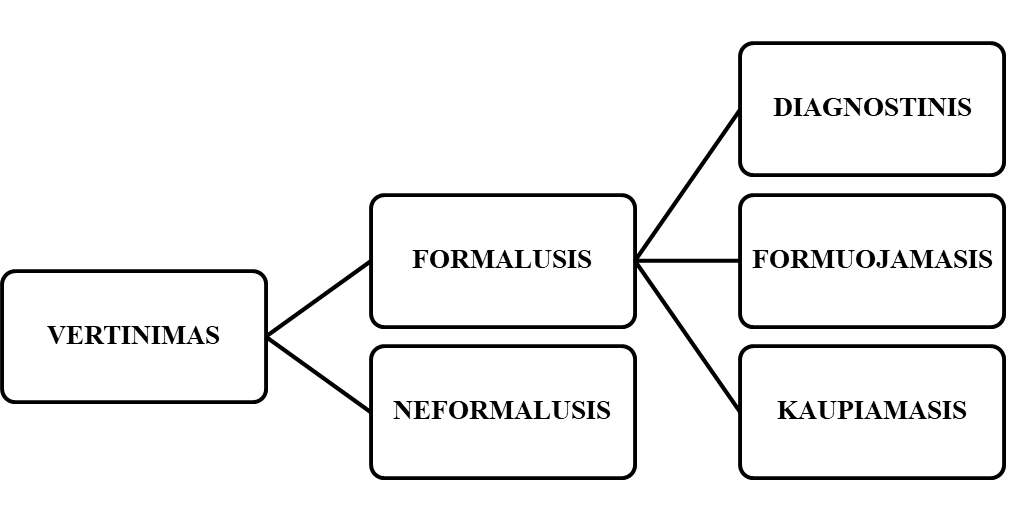 VERTINIMAS
FORMALUSIS
NEFORMALUSIS
DIAGNOSTINIS
FORMUOJAMASIS
KAUPIAMASIS